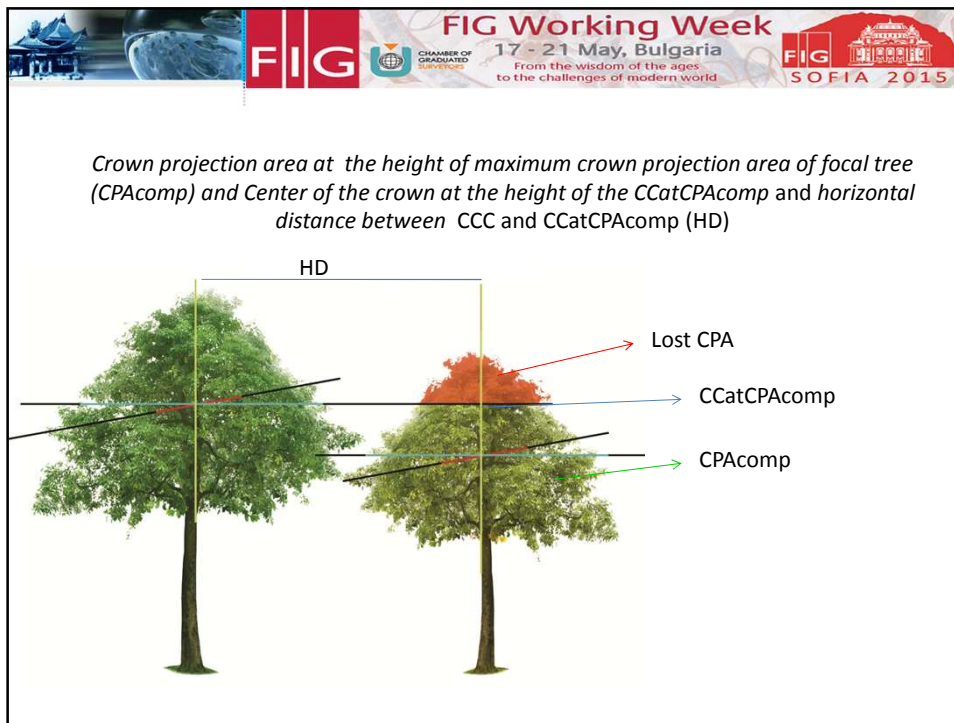 FIG
CHAMBER OF
GRADUATED
SURVEYORS
FIG Working Week
17 - 21 May, Bulgaria
From the wisdom of the ages
to the challenges of modern world
FIG
SOFIA 2015
Crown projection area at the height of maximum crown projection area of focal tree
(CPAcomp) and Center of the crown at the height of the CCatCPAcomp and horizontal
distance between CCC and CCatCPAcomp (HD)
HD
Lost CPA
CCatCPAcomp
CPAcomp